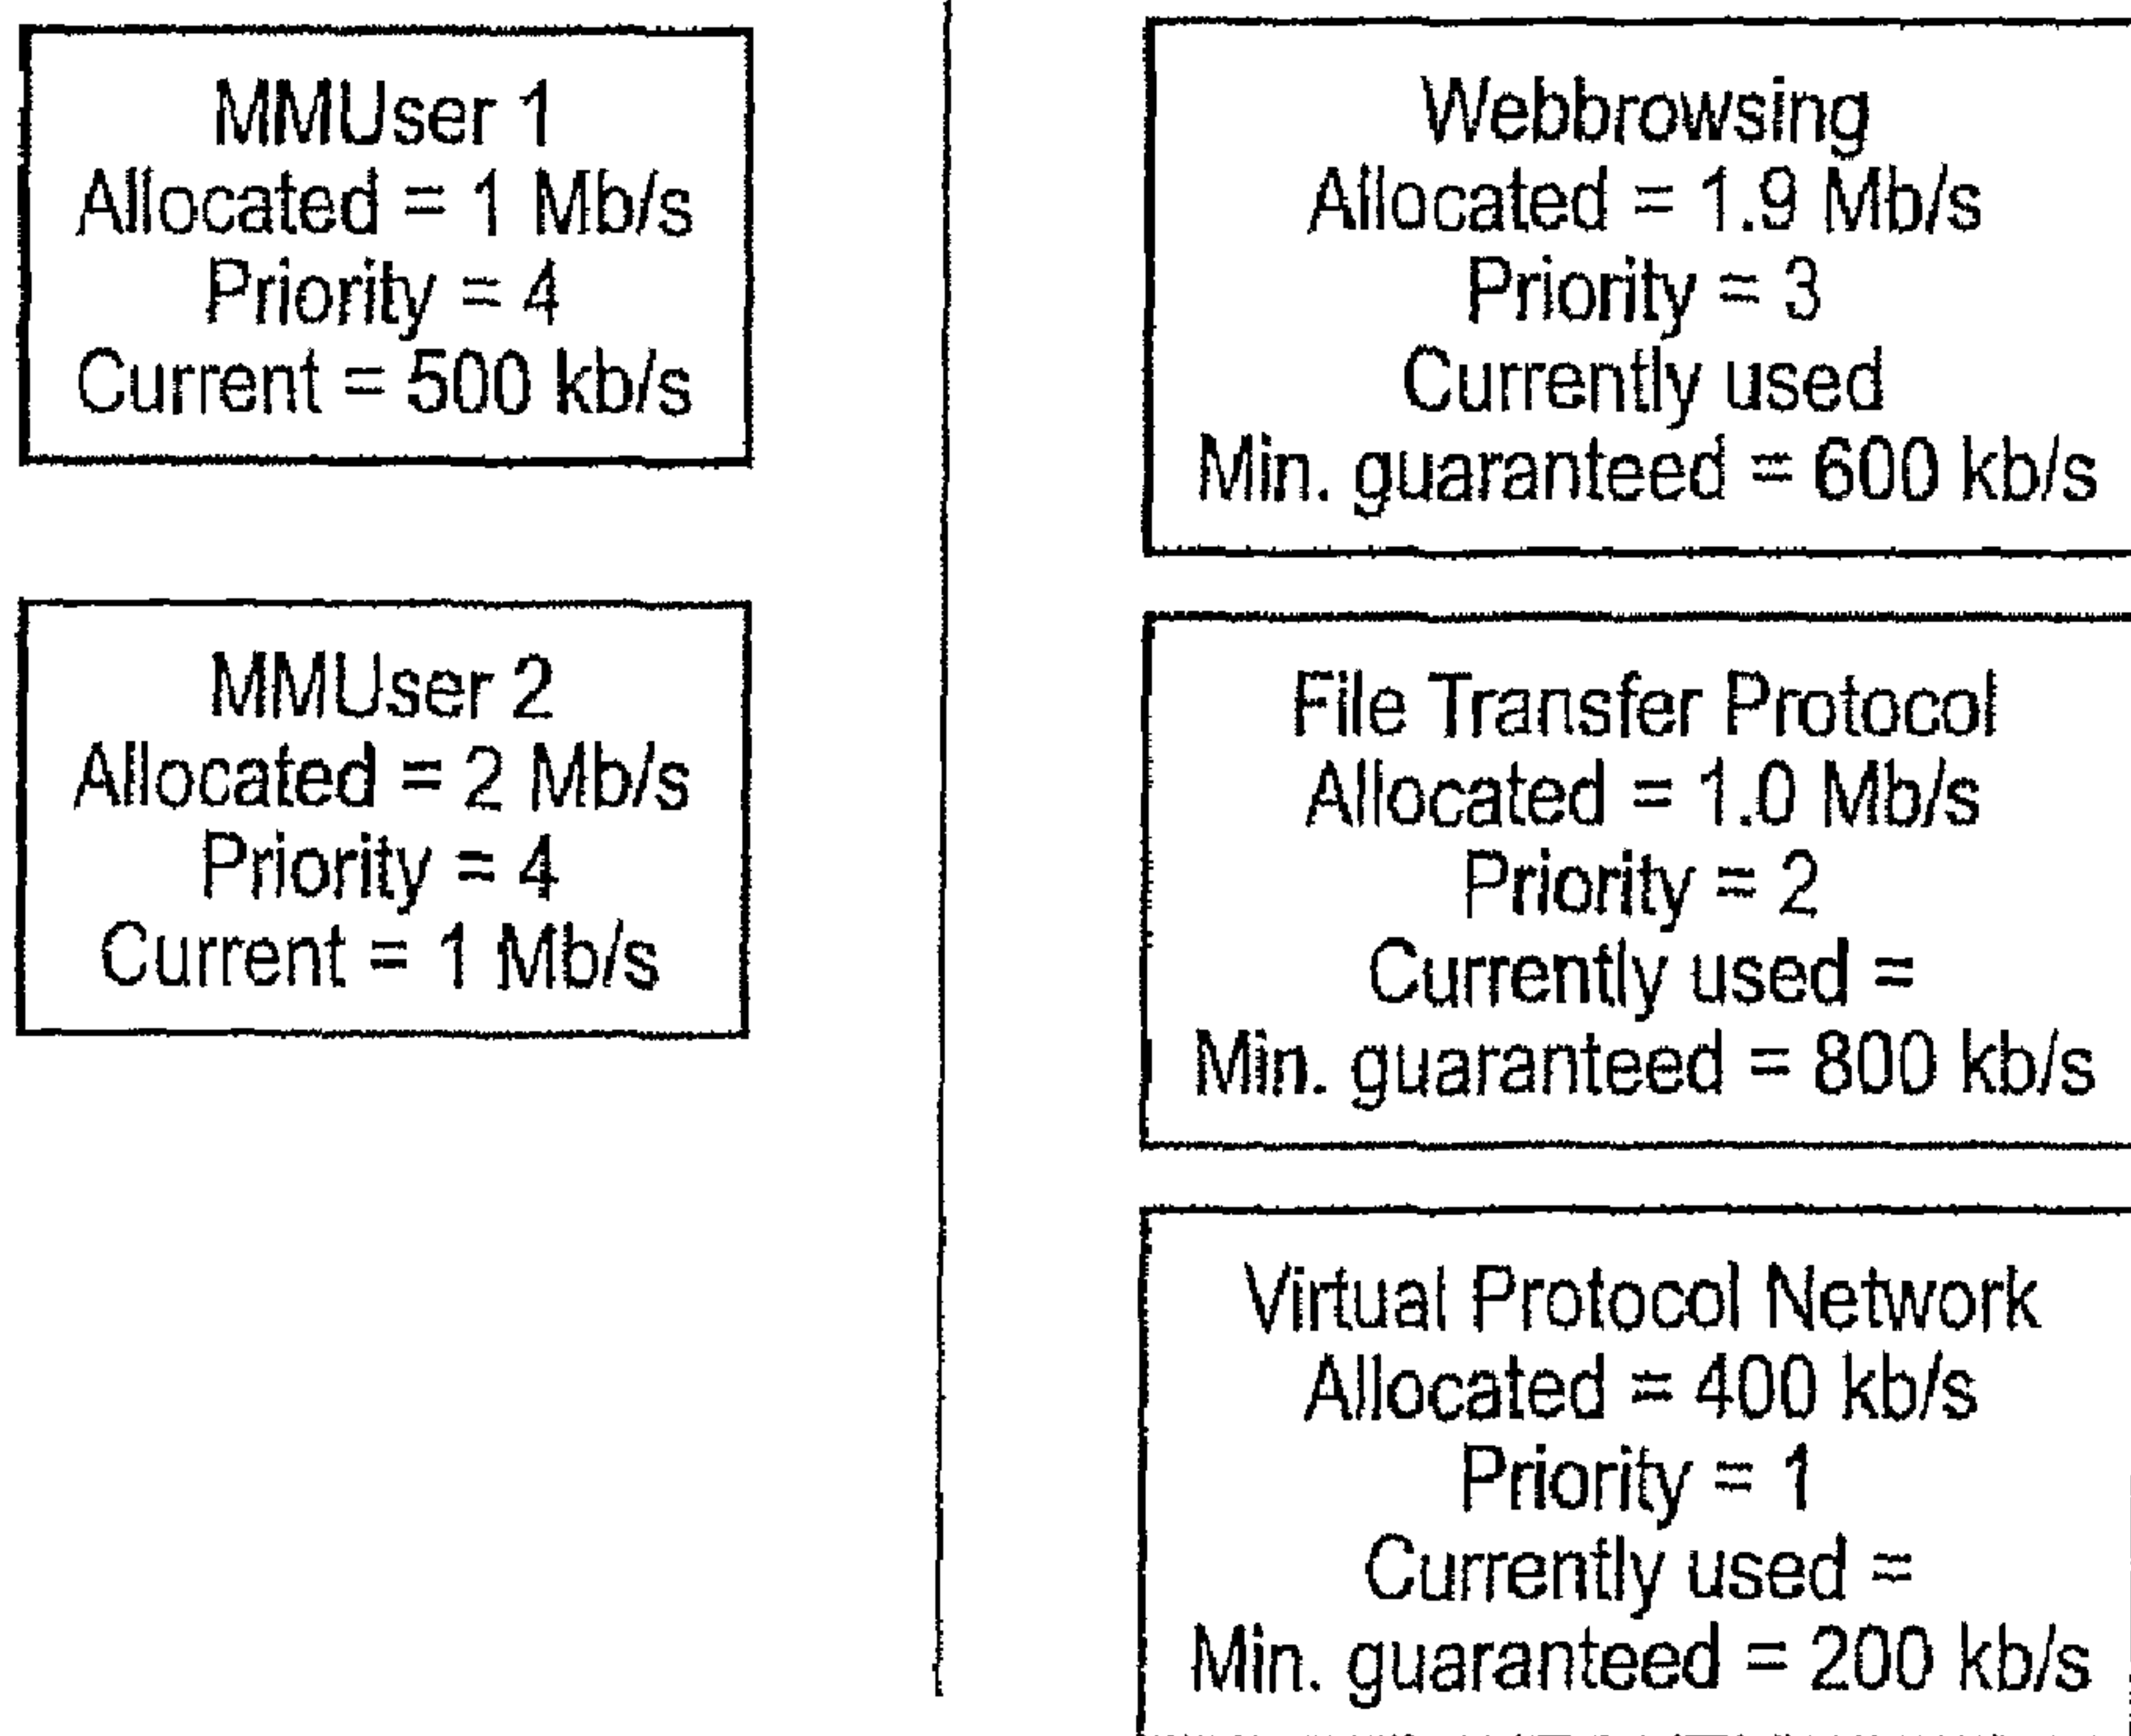 MMUser 1
Allocated = 1 Mb/s
Priority = 4
Current = 500 kb/s
MMUser 2
Allocated = 2 Mb/s
Priority = 4
Current = 1 Mb/s
Webbrowsing
Allocated = 1.9 Mb/s
Priority = 3
Currently used
Min. guaranteed = 600 kb/s
File Transfer Protocol
Allocated = 1.0 Mb/s
Priority = 2
Currently used =
Min. guaranteed = 800 kb/s
Virtual Protocol Network
Allocated = 400 kb/s
Priority = 1
Currently used =
Min. guaranteed = 200 kb/s